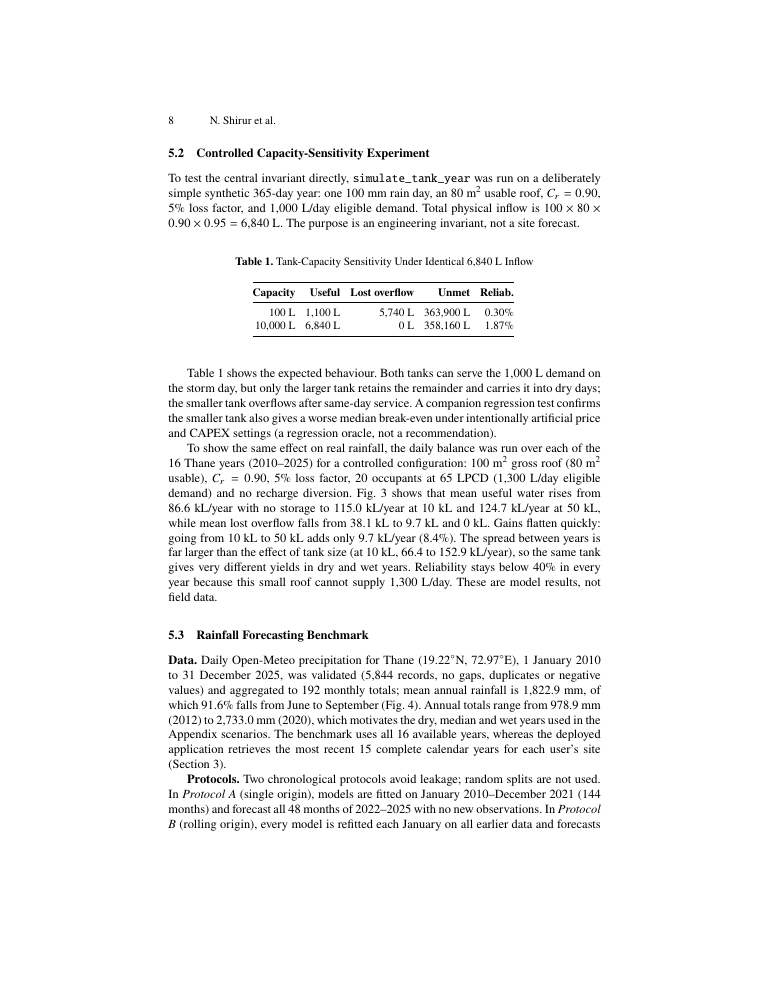 8 N. Shirur et al.
5.2 Controlled Capacity-Sensitivity Experiment
To test the central invariant directly, simulate_tank_year was run on a deliberately
simple synthetic 365-day year: one 100 mm rain day, an 80 m² usable roof, Cᵣ = 0.90,
5% loss factor, and 1,000 L/day eligible demand. Total physical inflow is 100 × 80 ×
0.90 × 0.95 = 6,840 L. The purpose is an engineering invariant, not a site forecast.
Table 1. Tank-Capacity Sensitivity Under Identical 6,840 L Inflow
Capacity Useful Lost overflow Unmet Reliab.
100 L 1,100 L 5,740 L 363,900 L 0.30%
10,000 L 6,840 L 0 L 358,160 L 1.87%
Table 1 shows the expected behaviour. Both tanks can serve the 1,000 L demand on
the storm day, but only the larger tank retains the remainder and carries it into dry days;
the smaller tank overflows after same-day service. A companion regression test confirms
the smaller tank also gives a worse median break-even under intentionally artificial price
and CAPEX settings (a regression oracle, not a recommendation).
To show the same effect on real rainfall, the daily balance was run over each of the
16 Thane years (2010–2025) for a controlled configuration: 100 m² gross roof (80 m²
usable), Cᵣ = 0.90, 5% loss factor, 20 occupants at 65 LPCD (1,300 L/day eligible
demand) and no recharge diversion. Fig. 3 shows that mean useful water rises from
86.6 kL/year with no storage to 115.0 kL/year at 10 kL and 124.7 kL/year at 50 kL,
while mean lost overflow falls from 38.1 kL to 9.7 kL and 0 kL. Gains flatten quickly:
going from 10 kL to 50 kL adds only 9.7 kL/year (8.4%). The spread between years is
far larger than the effect of tank size (at 10 kL, 66.4 to 152.9 kL/year), so the same tank
gives very different yields in dry and wet years. Reliability stays below 40% in every
year because this small roof cannot supply 1,300 L/day. These are model results, not
field data.
5.3 Rainfall Forecasting Benchmark
Data. Daily Open-Meteo precipitation for Thane (19.22°N, 72.97°E), 1 January 2010
to 31 December 2025, was validated (5,844 records, no gaps, duplicates or negative
values) and aggregated to 192 monthly totals; mean annual rainfall is 1,822.9 mm, of
which 91.6% falls from June to September (Fig. 4). Annual totals range from 978.9 mm
(2012) to 2,733.0 mm (2020), which motivates the dry, median and wet years used in the
Appendix scenarios. The benchmark uses all 16 available years, whereas the deployed
application retrieves the most recent 15 complete calendar years for each user's site
(Section 3).
Protocols. Two chronological protocols avoid leakage; random splits are not used.
In Protocol A (single origin), models are fitted on January 2010–December 2021 (144
months) and forecast all 48 months of 2022–2025 with no new observations. In Protocol
B (rolling origin), every model is refitted each January on all earlier data and forecasts